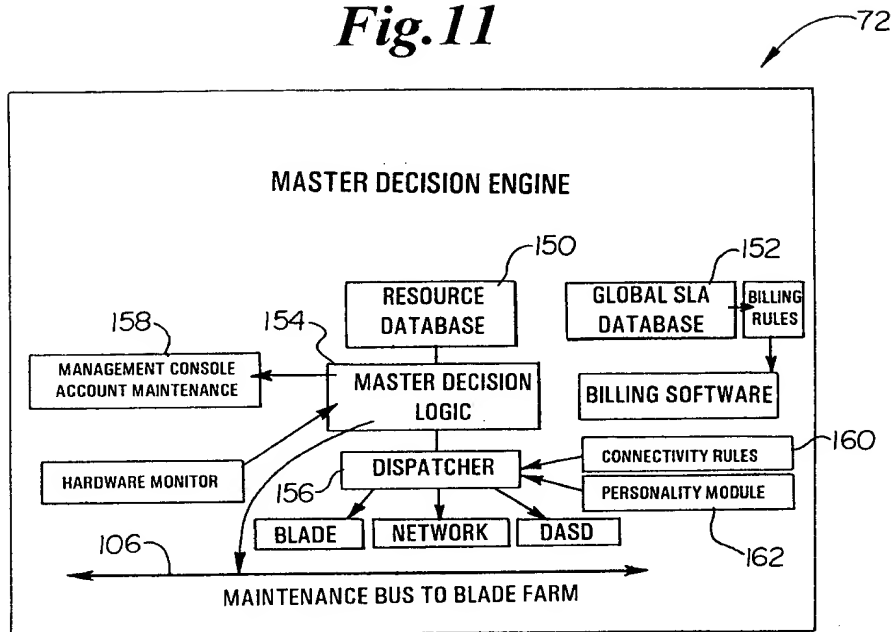 Fig.11
72
MASTER DECISION ENGINE
150
152
RESOURCE
DATABASE
GLOBAL SLA
DATABASE
BILLING
RULES
158
154
MANAGEMENT CONSOLE
ACCOUNT MAINTENANCE
MASTER DECISION
LOGIC
BILLING SOFTWARE
HARDWARE MONITOR
156
DISPATCHER
CONNECTIVITY RULES
160
PERSONALITY MODULE
162
BLADE
NETWORK
DASD
106
MAINTENANCE BUS TO BLADE FARM